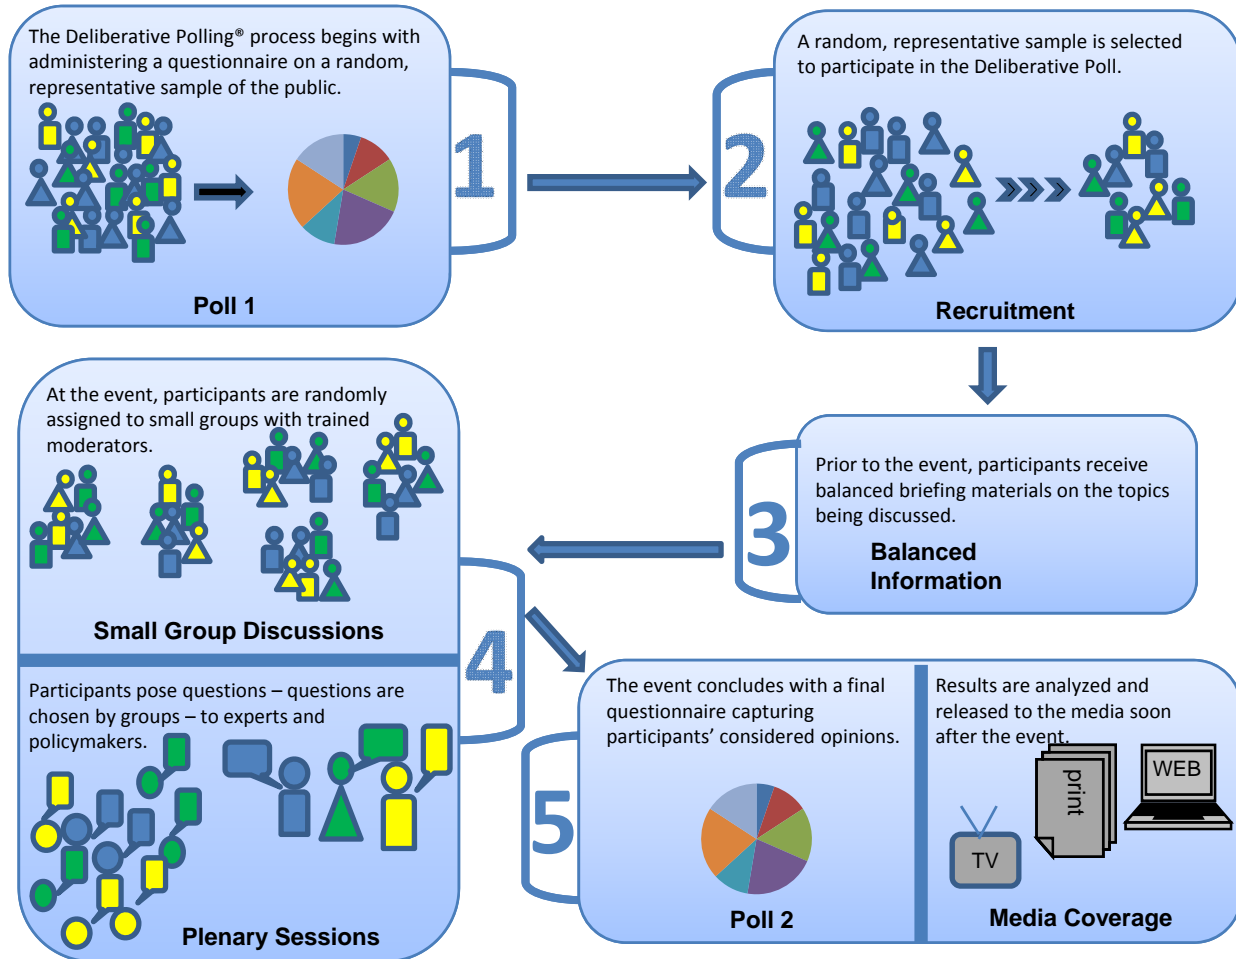 The Deliberative Polling® process begins with
administering a questionnaire on a random,
representative sample of the public.
Poll 1
1
2
A random, representative sample is selected
to participate in the Deliberative Poll.
Recruitment
3
Prior to the event, participants receive
balanced briefing materials on the topics
being discussed.
Balanced
Information
At the event, participants are randomly
assigned to small groups with trained
moderators.
Small Group Discussions
4
Participants pose questions – questions are
chosen by groups – to experts and
policymakers.
Plenary Sessions
5
The event concludes with a final
questionnaire capturing
participants’ considered opinions.
Poll 2
Results are analyzed and
released to the media soon
after the event.
print
WEB
TV
Media Coverage